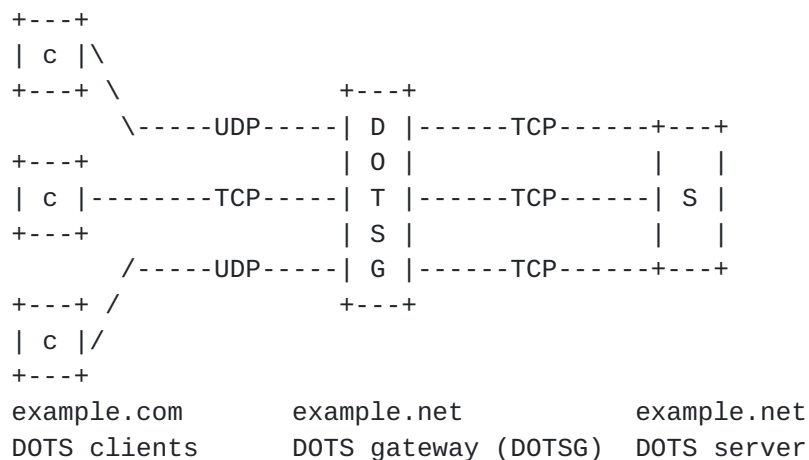 +---+
| c |\
+---+ \                +---+
       \-----UDP-----| D |------TCP------+---+
+---+                | O |               |   |
| c |--------TCP-----| T |------TCP------| S |
+---+                | S |               |   |
       /-----UDP-----| G |------TCP------+---+
+---+ /                +---+
| c |/
+---+
example.com       example.net           example.net
DOTS clients      DOTS gateway (DOTSG)  DOTS server